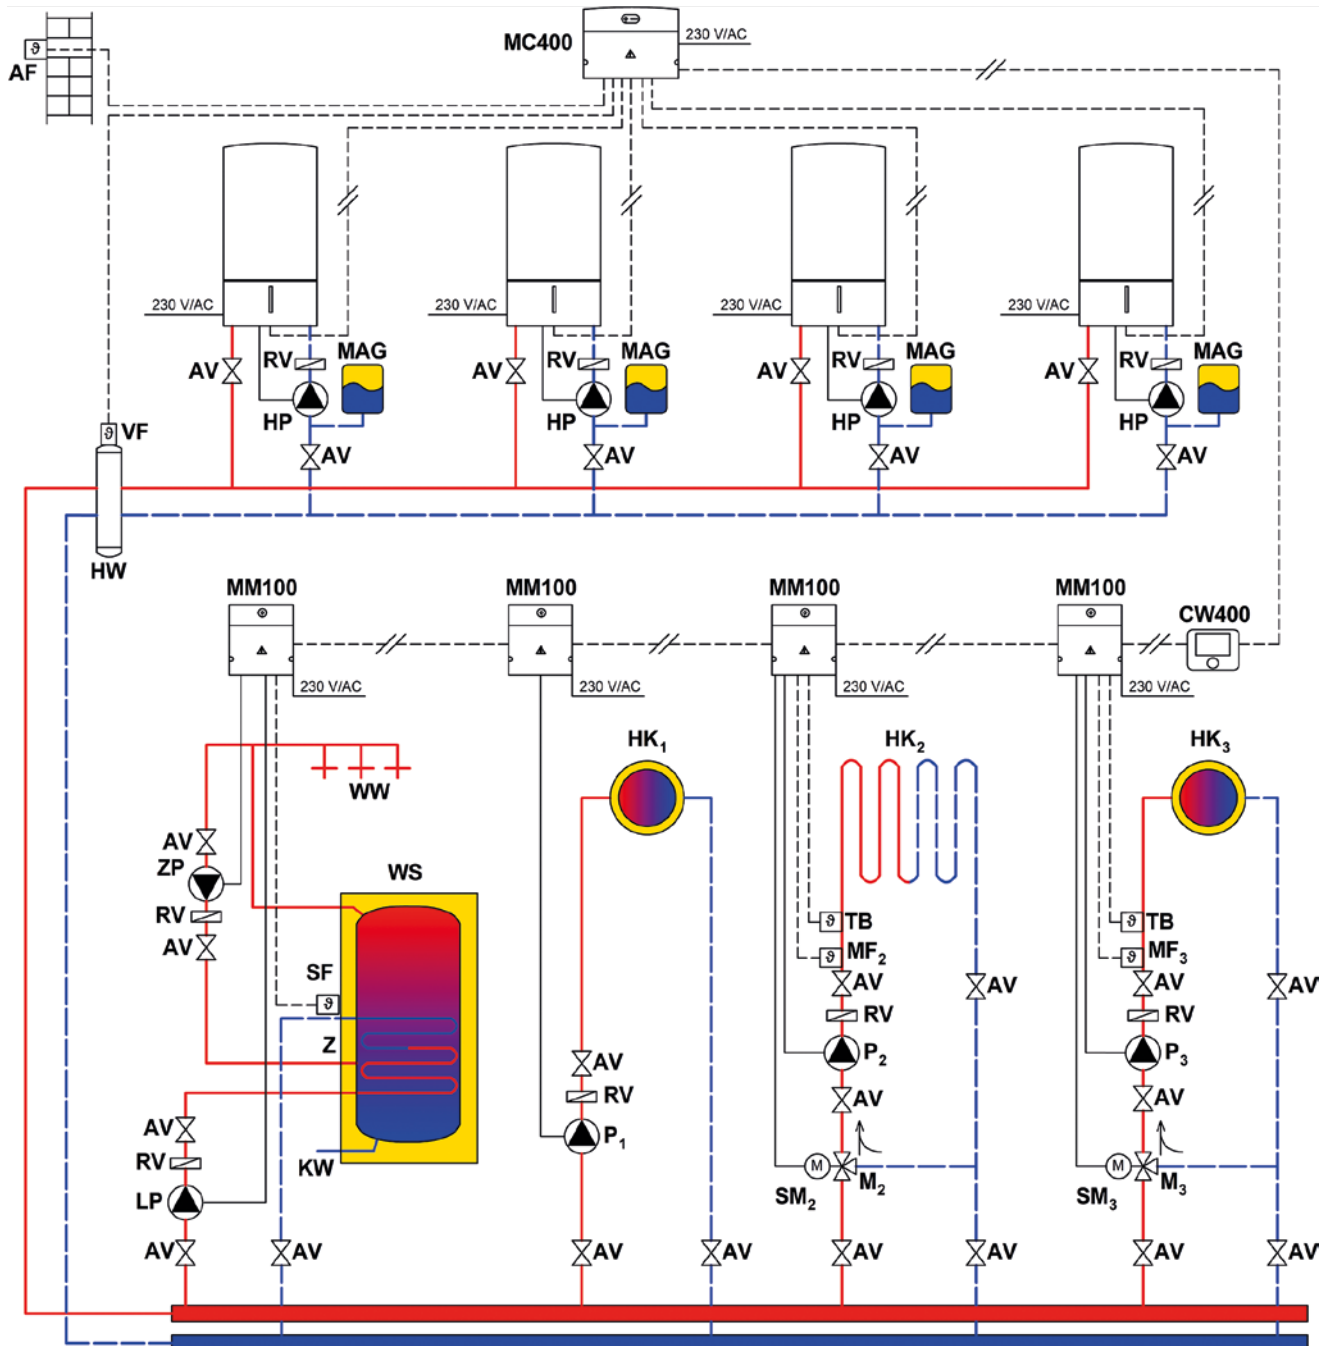 MC400
230 V/AC
ϑ
AF
230 V/AC
230 V/AC
230 V/AC
230 V/AC
AV
RV
MAG
HP
AV
AV
RV
MAG
HP
AV
AV
RV
MAG
HP
AV
AV
RV
MAG
HP
AV
ϑ
VF
HW
MM100
MM100
MM100
MM100
CW400
230 V/AC
230 V/AC
230 V/AC
230 V/AC
HK1
HK2
HK3
WW
AV
ZP
RV
AV
WS
SF
ϑ
Z
AV
RV
LP
AV
KW
AV
AV
RV
P1
AV
AV
ϑ
TB
ϑ
MF2
AV
RV
P2
AV
AV
M
SM2
M2
AV
AV
ϑ
TB
ϑ
MF3
AV
RV
P3
AV
AV
M
SM3
M3
AV
AV